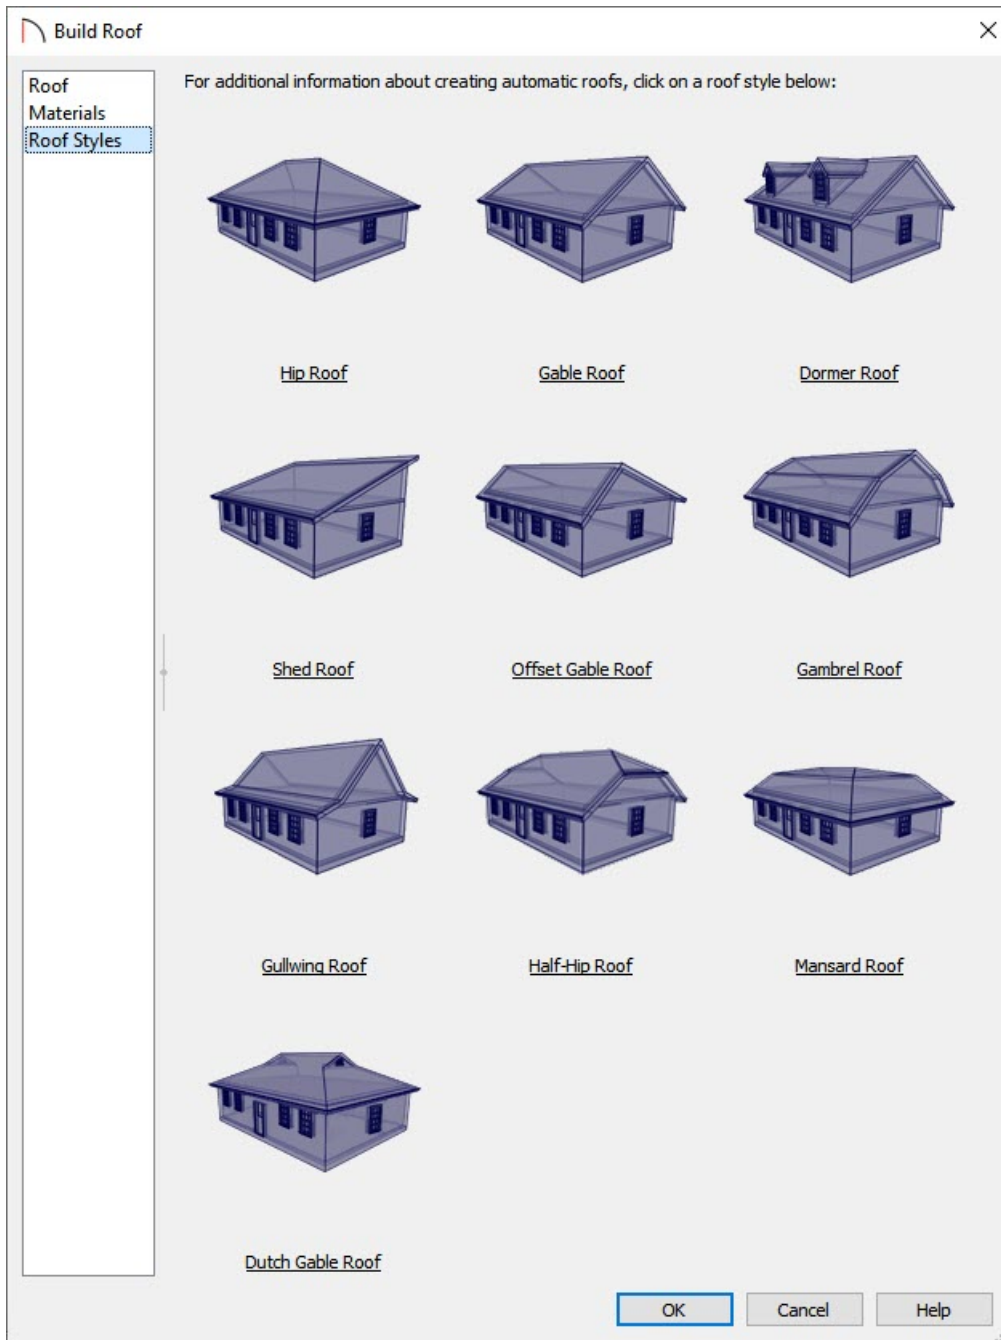 Build Roof
Roof
Materials
Roof Styles
For additional information about creating automatic roofs, click on a roof style below:
Hip Roof
Gable Roof
Dormer Roof
Shed Roof
Offset Gable Roof
Gambrel Roof
Gullwing Roof
Half-Hip Roof
Mansard Roof
Dutch Gable Roof
OK
Cancel
Help